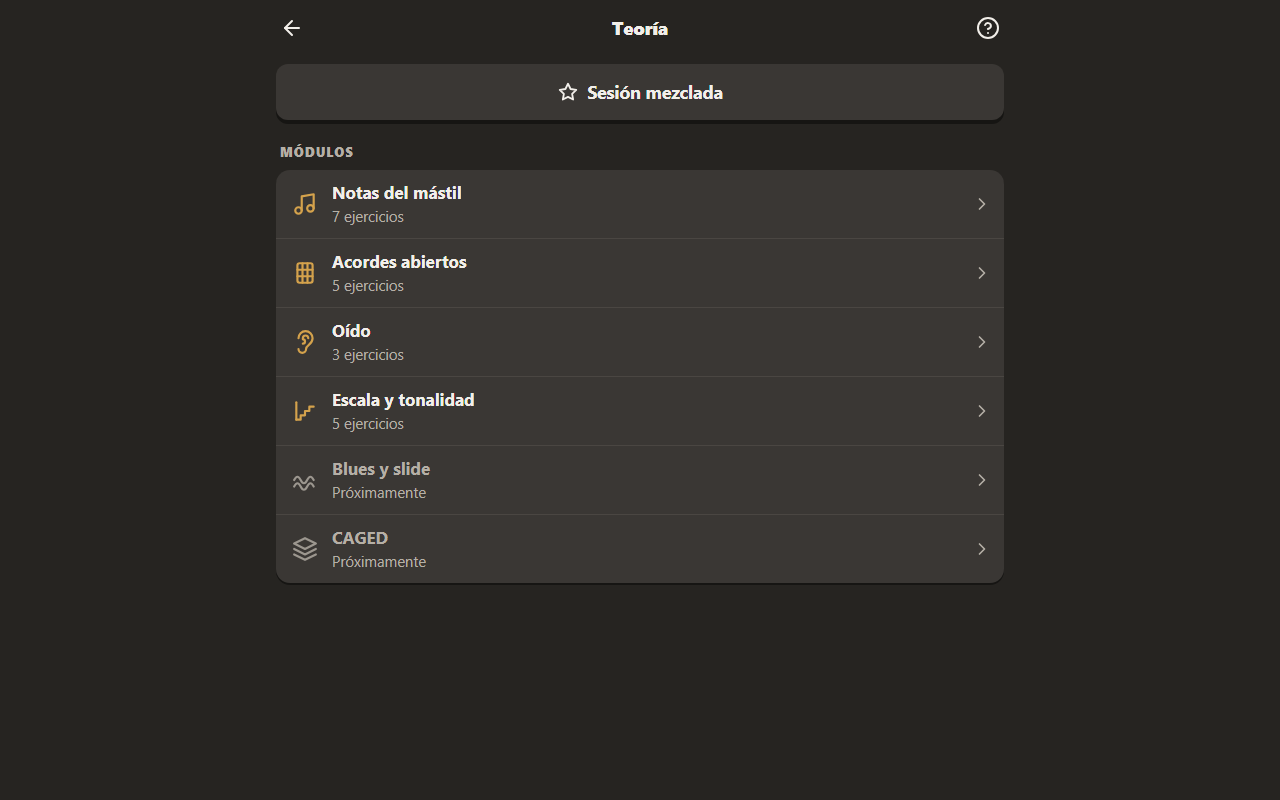 Teoría
Sesión mezclada
MÓDULOS
Notas del mástil
7 ejercicios
Acordes abiertos
5 ejercicios
Oído
3 ejercicios
Escala y tonalidad
5 ejercicios
Blues y slide
Próximamente
CAGED
Próximamente